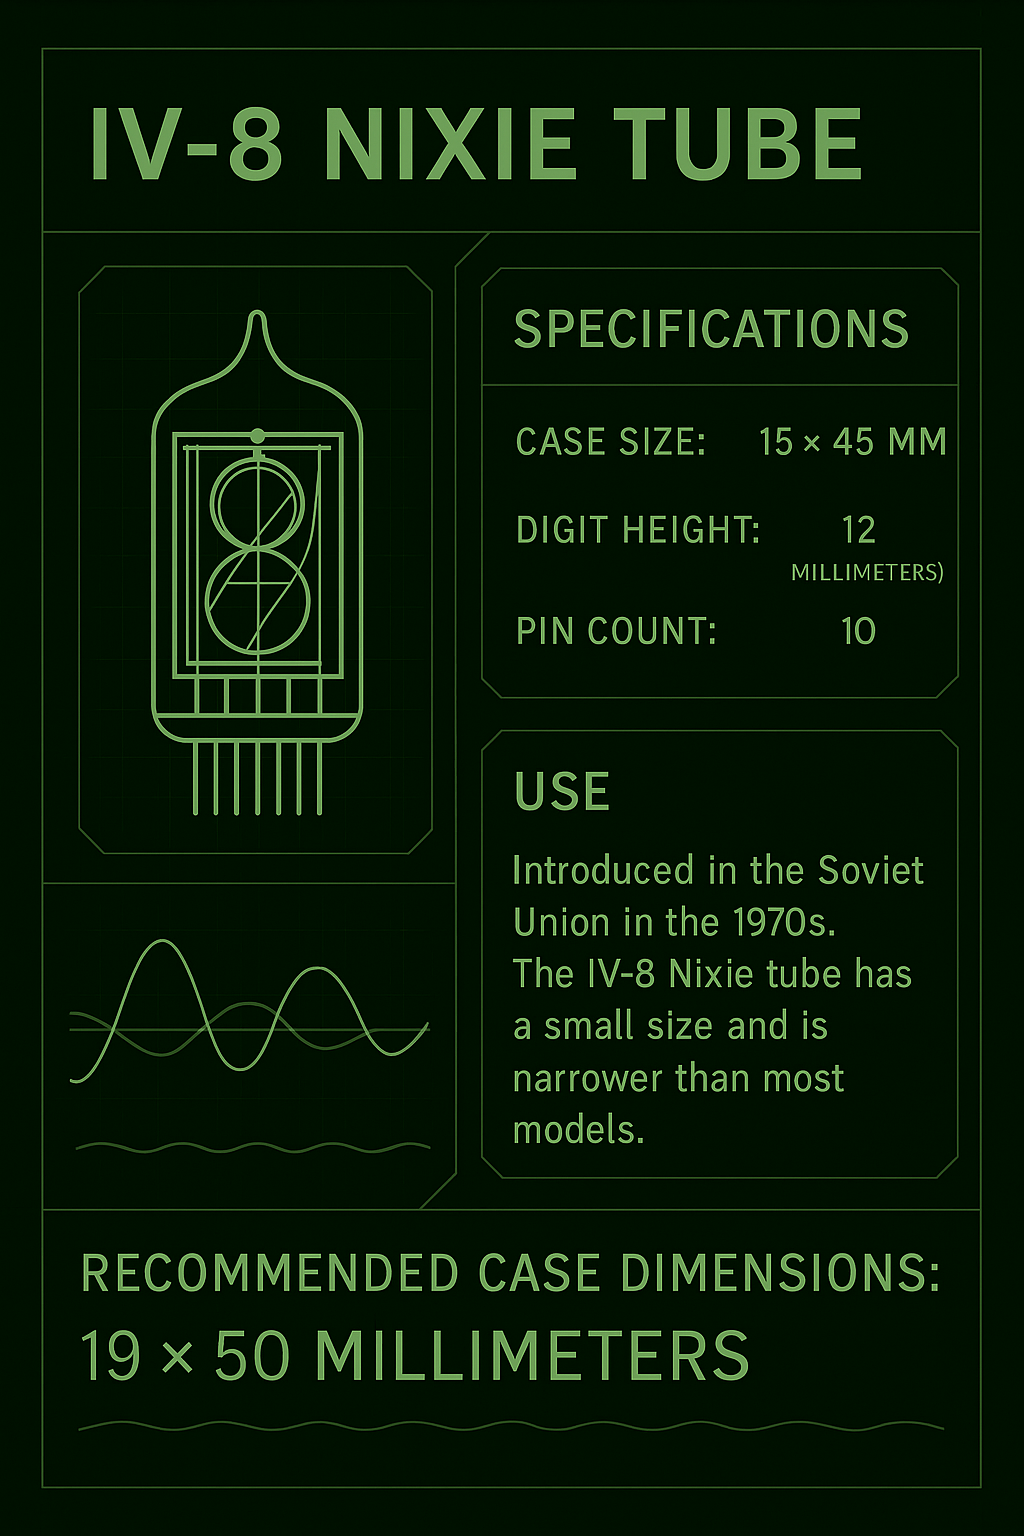 IV-8 NIXIE TUBE
SPECIFICATIONS
CASE SIZE: 15 × 45 MM
DIGIT HEIGHT: 12
MILLIMETERS)
PIN COUNT: 10
USE
Introduced in the Soviet
Union in the 1970s.
The IV-8 Nixie tube has
a small size and is
narrower than most
models.
RECOMMENDED CASE DIMENSIONS:
19 × 50 MILLIMETERS